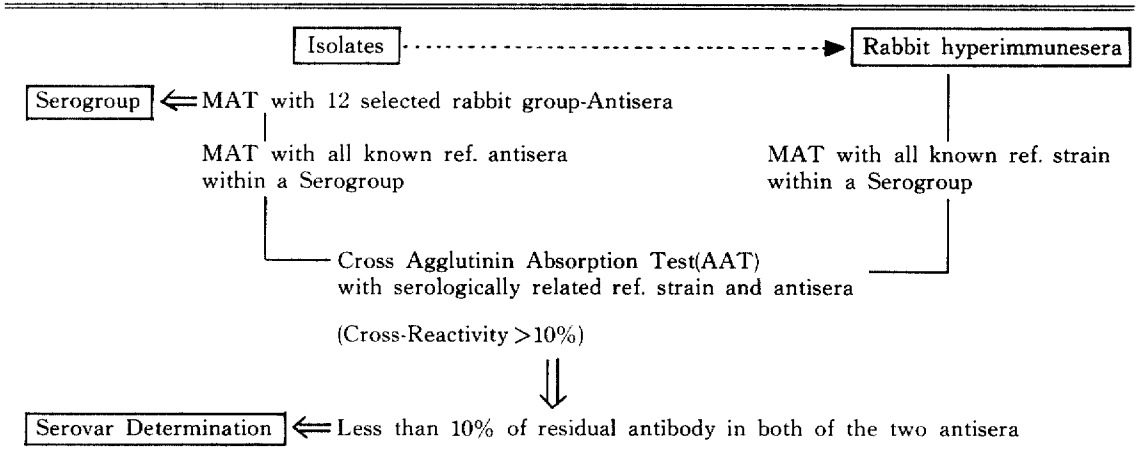 Isolates
Rabbit hyperimmunesera
Serogroup
MAT with 12 selected rabbit group-Antisera
MAT with all known ref. antisera
within a Serogroup
MAT with all known ref. strain
within a Serogroup
Cross Agglutinin Absorption Test(AAT)
with serologically related ref. strain and antisera
(Cross-Reactivity >10%)
Serovar Determination
Less than 10% of residual antibody in both of the two antisera